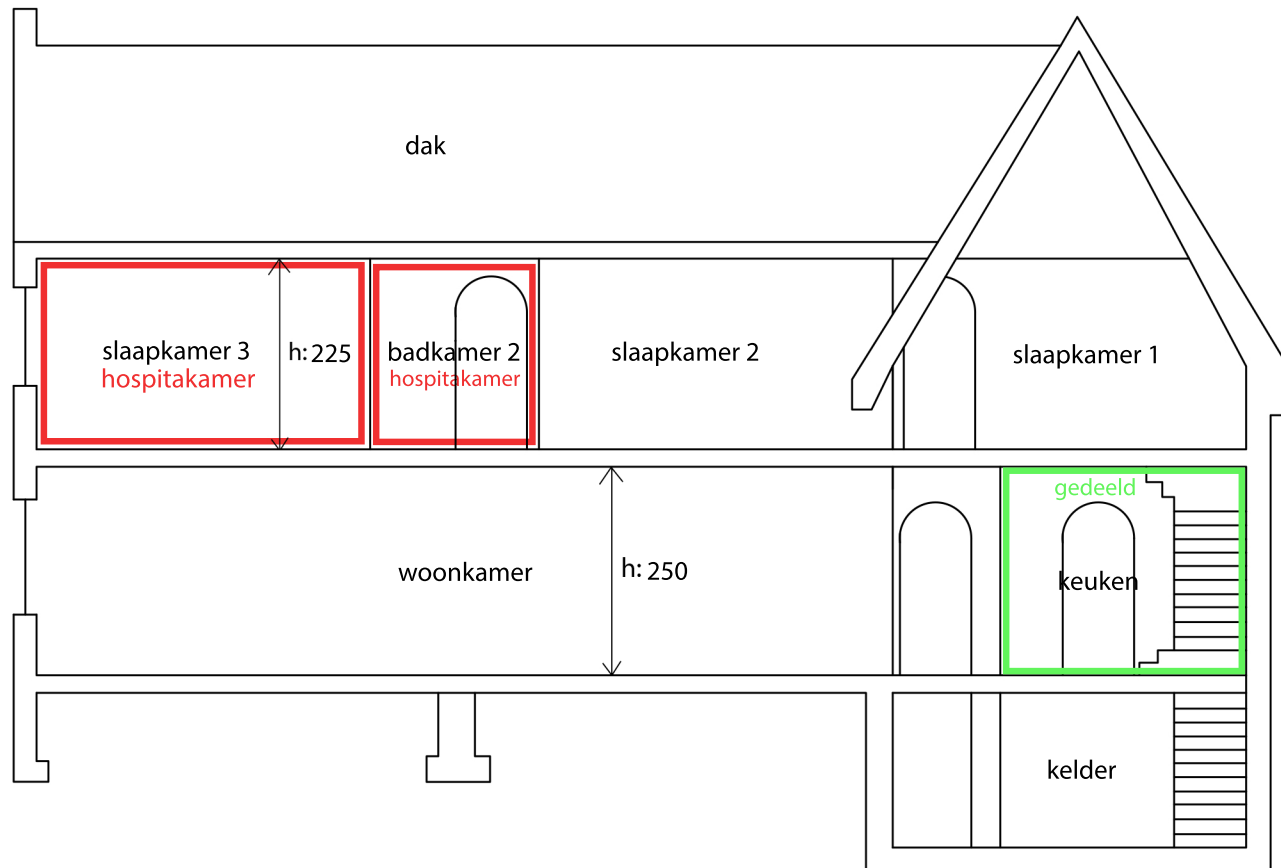 dak
slaapkamer 3
hospitakamer
h: 225
badkamer 2
hospitakamer
slaapkamer 2
slaapkamer 1
gedeeld
woonkamer
h: 250
keuken
kelder